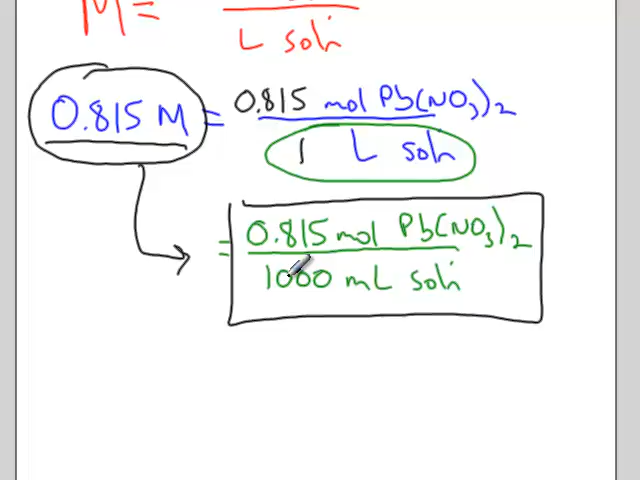 M =
L soln
0.815 M = 0.815 mol Pb(NO3)2
1 L soln
= 0.815 mol Pb(NO3)2
1000 mL soln